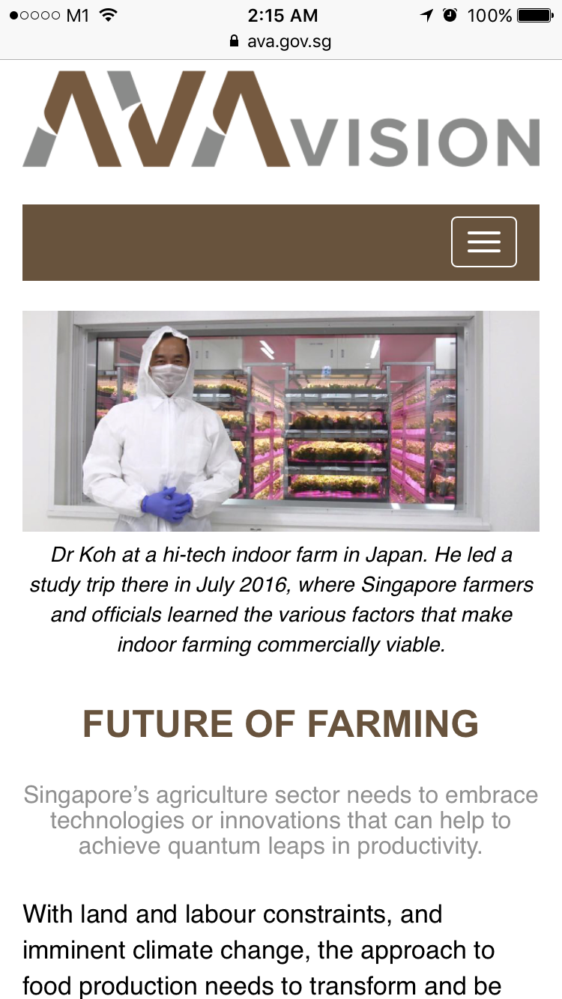 M1 2:15 AM 100%
ava.gov.sg
AVA VISION
Dr Koh at a hi-tech indoor farm in Japan. He led a
study trip there in July 2016, where Singapore farmers
and officials learned the various factors that make
indoor farming commercially viable.
FUTURE OF FARMING
Singapore’s agriculture sector needs to embrace
technologies or innovations that can help to
achieve quantum leaps in productivity.
With land and labour constraints, and
imminent climate change, the approach to
food production needs to transform and be